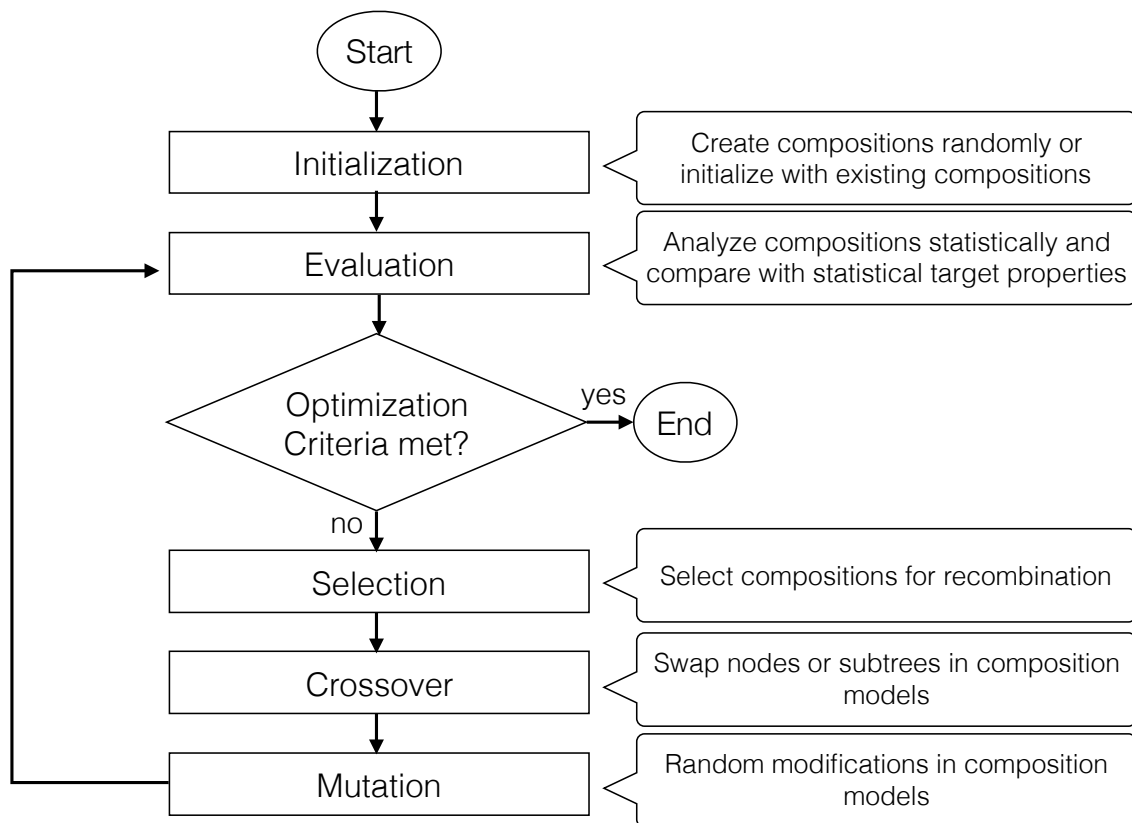 Start
Initialization
Create compositions randomly or
initialize with existing compositions
Evaluation
Analyze compositions statistically and
compare with statistical target properties
Optimization
Criteria met?
yes
End
no
Selection
Select compositions for recombination
Crossover
Swap nodes or subtrees in composition
models
Mutation
Random modifications in composition
models